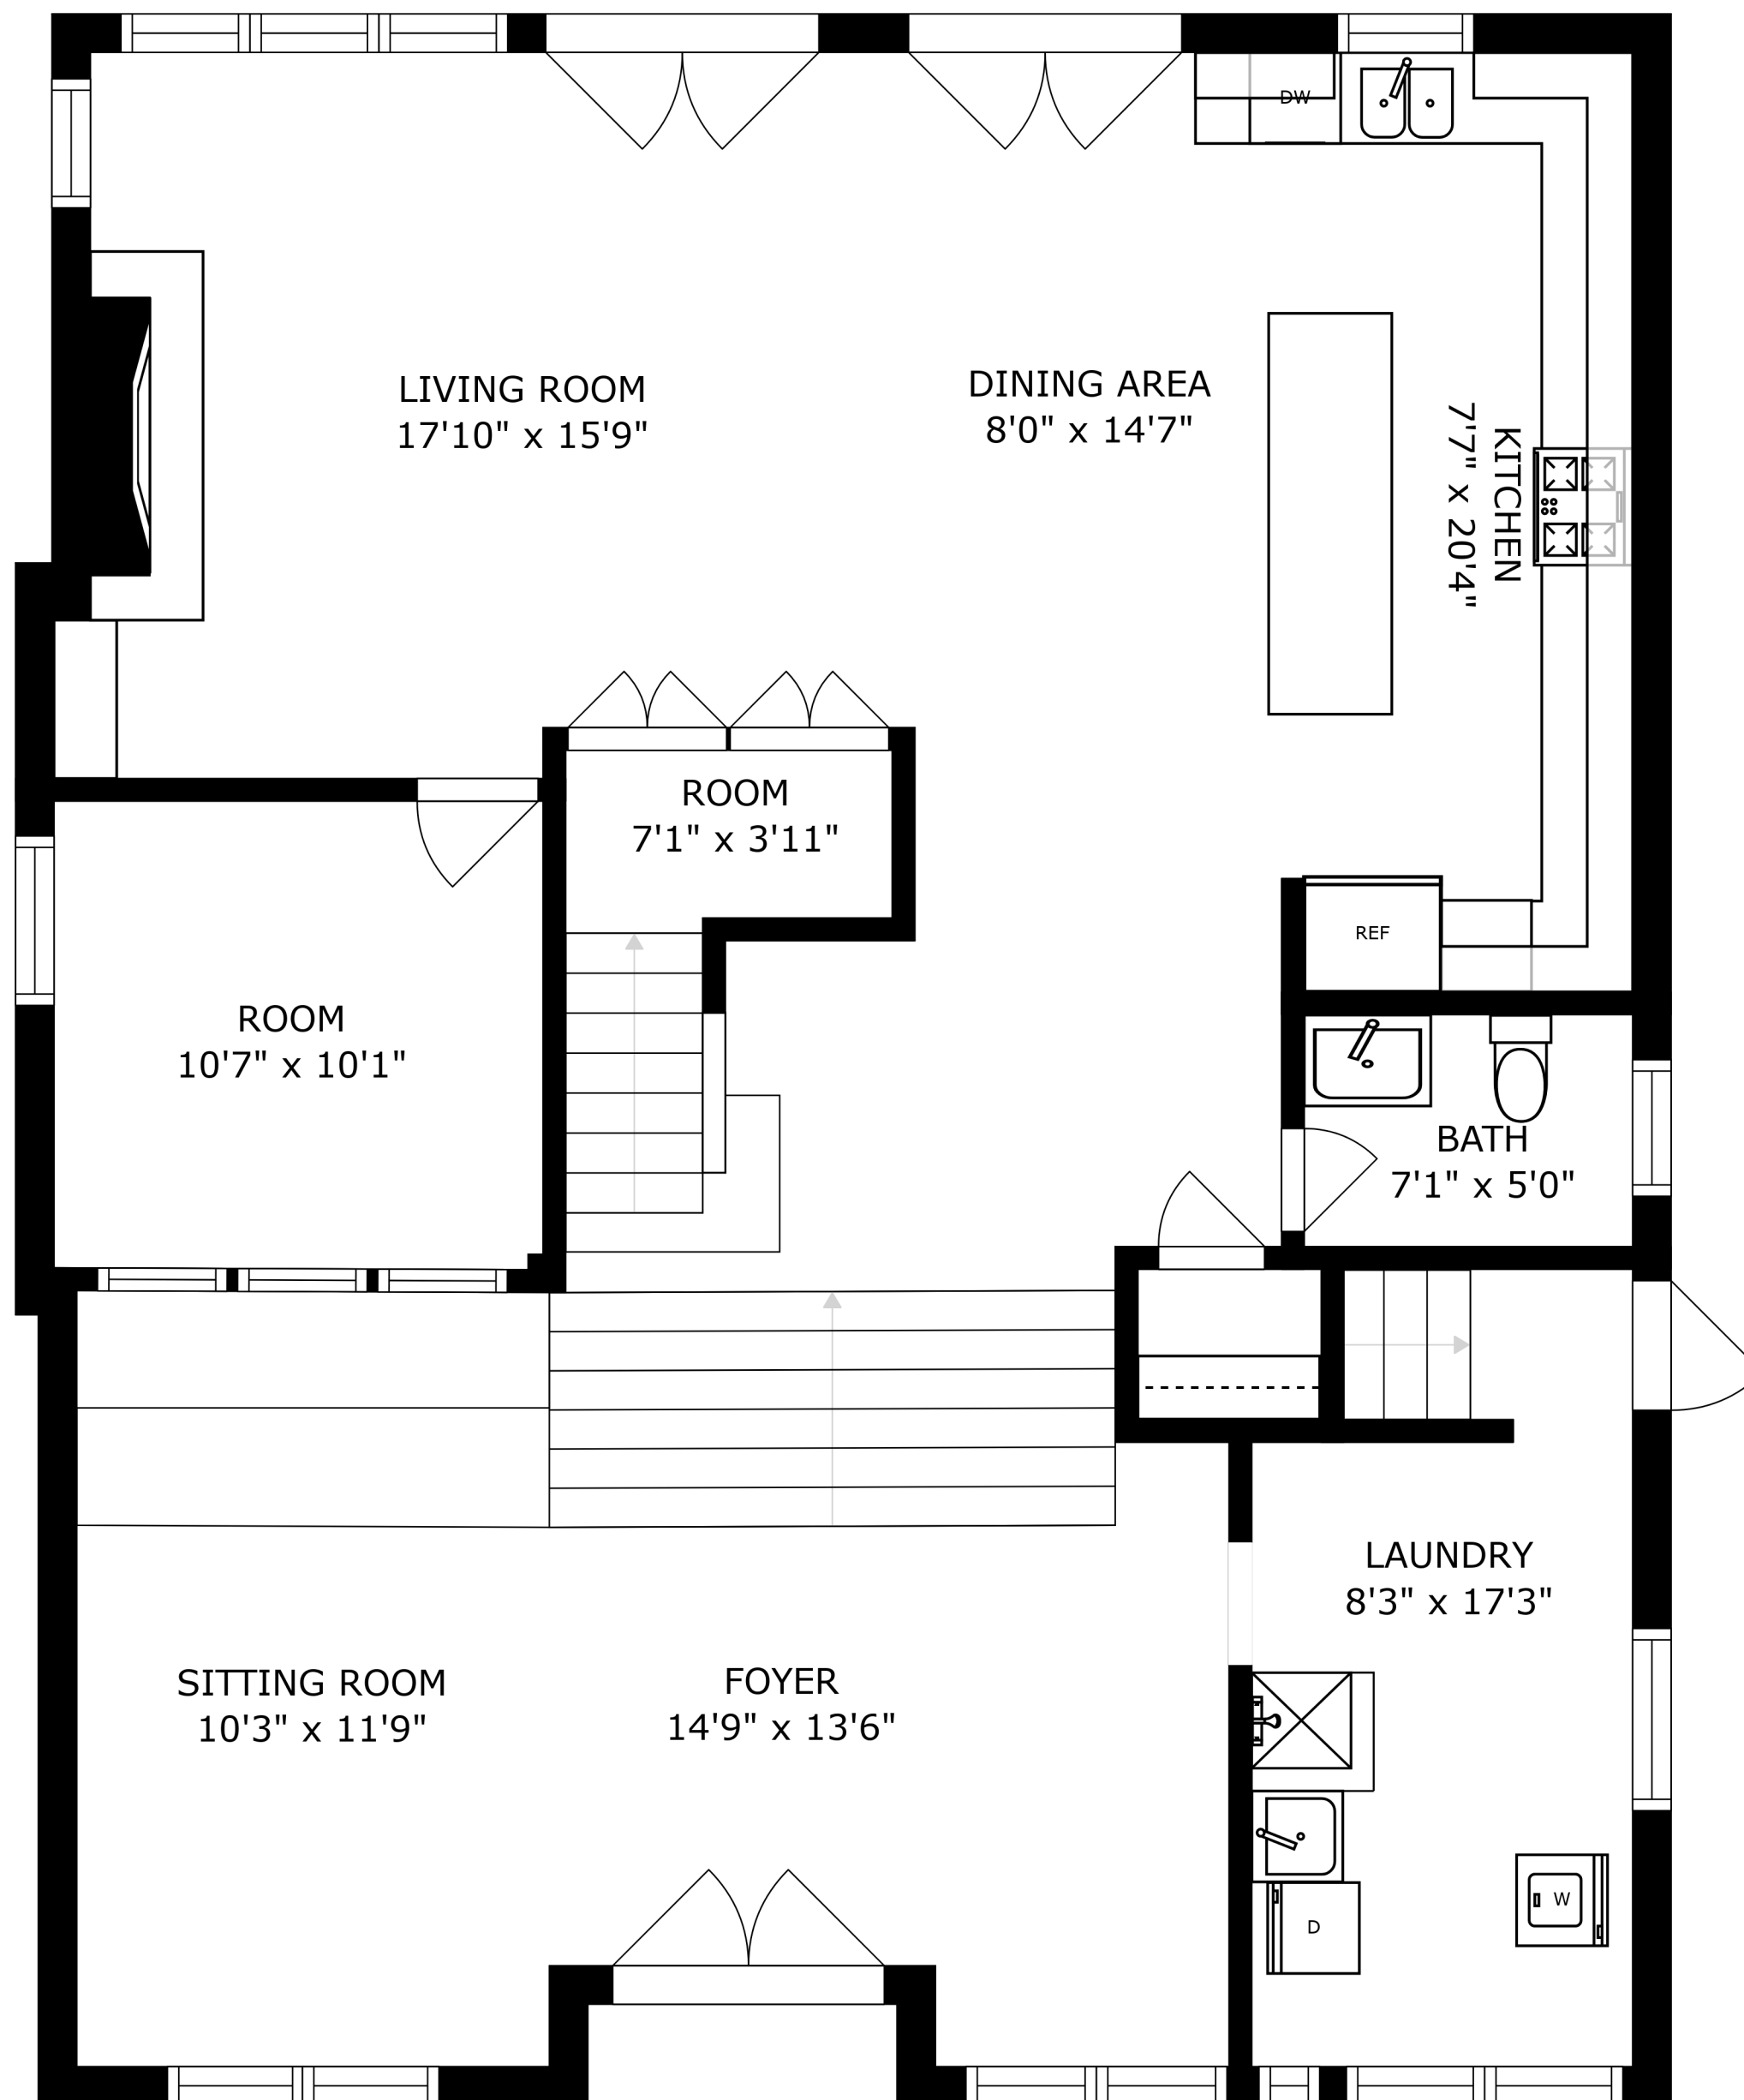 DW
LIVING ROOM
17'10" x 15'9"
DINING AREA
8'0" x 14'7"
KITCHEN
7'7" x 20'4"
ROOM
7'1" x 3'11"
REF
ROOM
10'7" x 10'1"
BATH
7'1" x 5'0"
LAUNDRY
8'3" x 17'3"
SITTING ROOM
10'3" x 11'9"
FOYER
14'9" x 13'6"
W
D